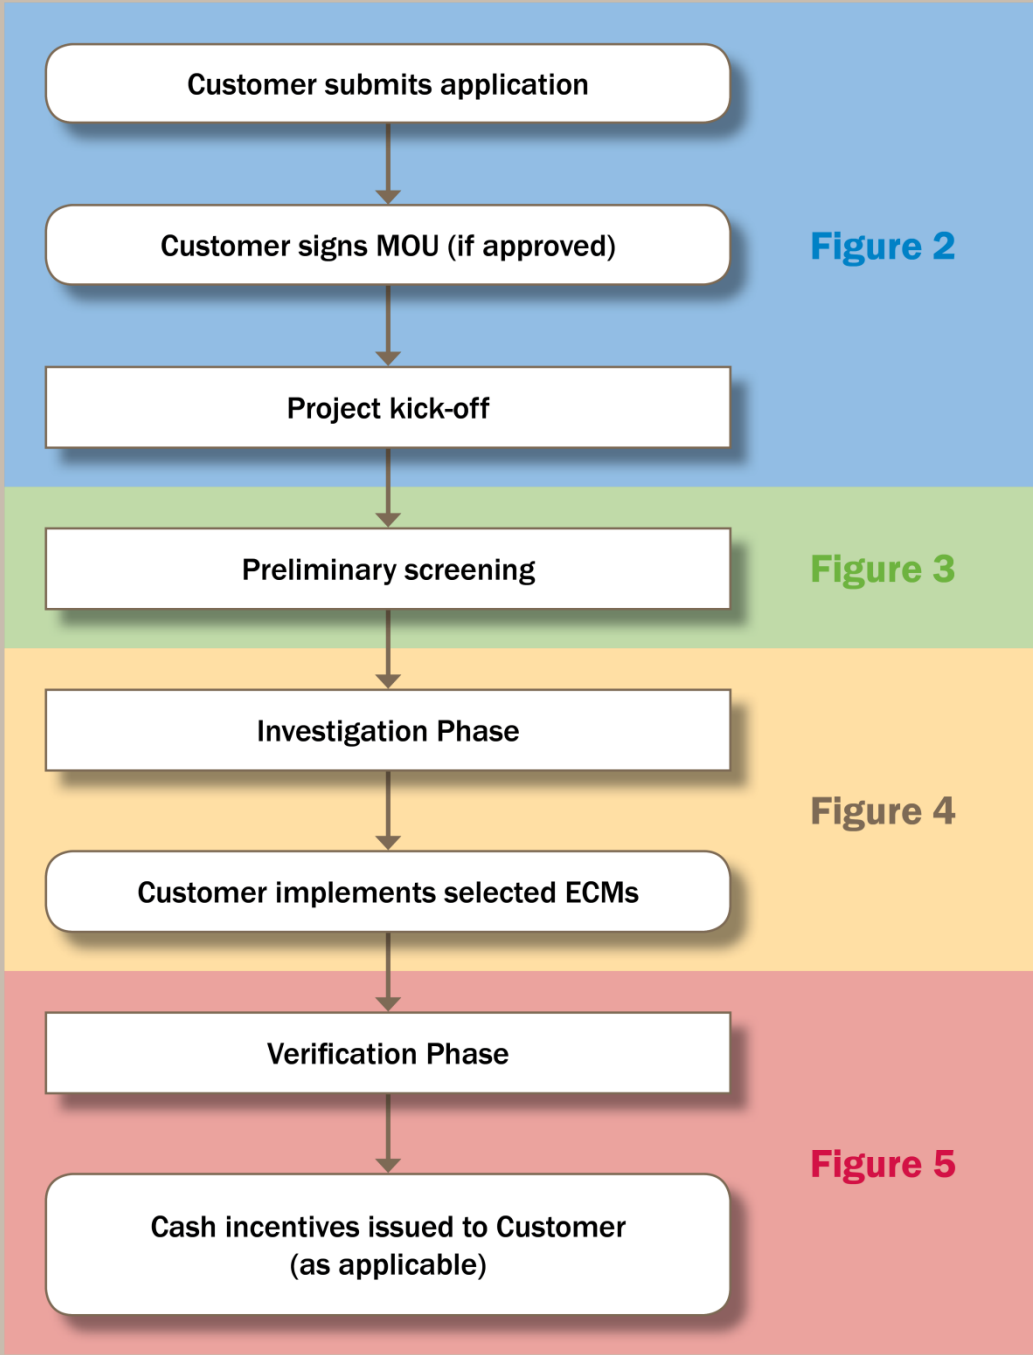 Customer submits application
Customer signs MOU (if approved)
Figure 2
Project kick-off
Preliminary screening
Figure 3
Investigation Phase
Figure 4
Customer implements selected ECMs
Verification Phase
Figure 5
Cash incentives issued to Customer
(as applicable)